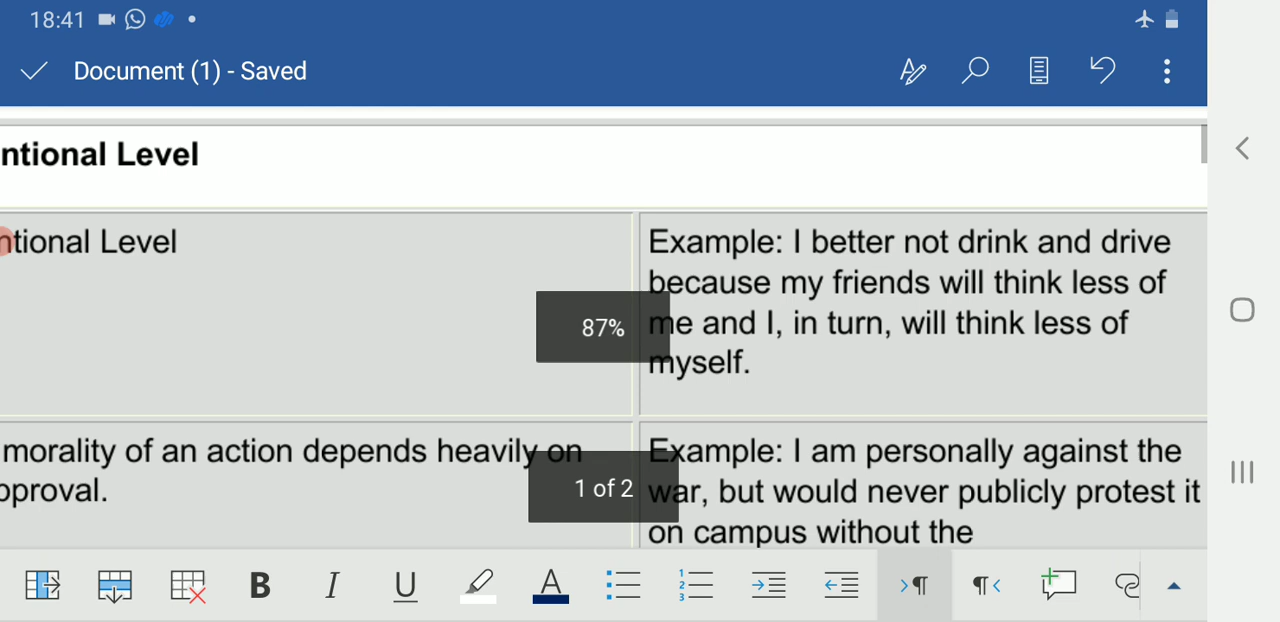 18:41
Document (1) - Saved
ntional Level
ntional Level
Example: I better not drink and drive
because my friends will think less of
me and I, in turn, will think less of
myself.
87%
morality of an action depends heavily on
pproval.
Example: I am personally against the
war, but would never publicly protest it
on campus without the
1 of 2
B I U A